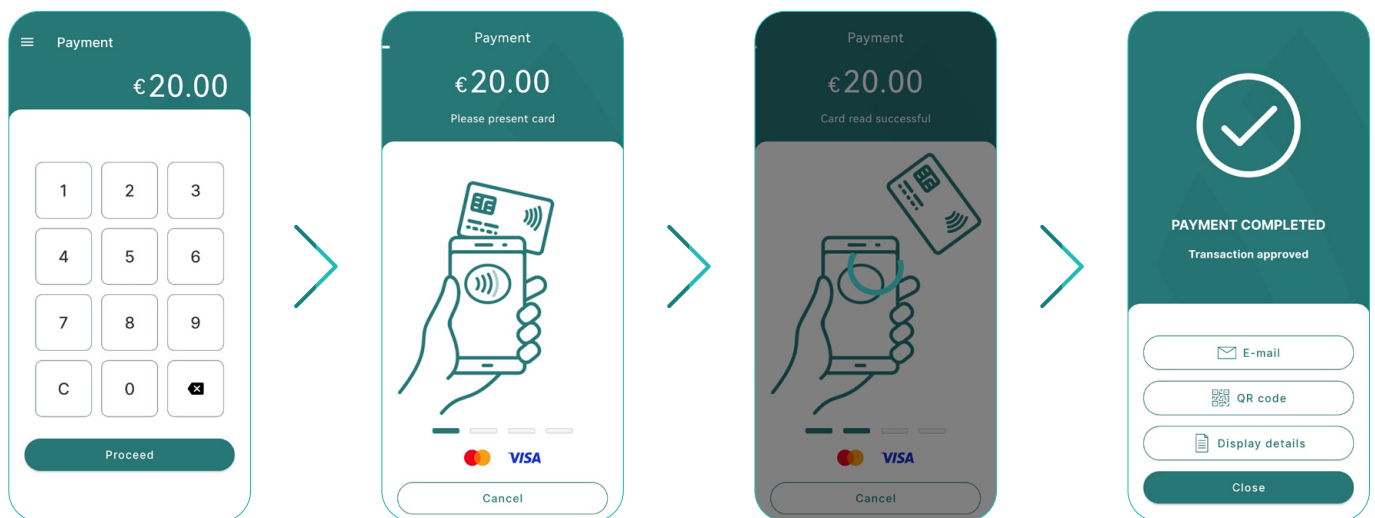 Payment
€20.00
1 2 3
4 5 6
7 8 9
C 0
Proceed
Payment
€20.00
Please present card
VISA
Cancel
Payment
€20.00
Card read successful
VISA
Cancel
PAYMENT COMPLETED
Transaction approved
E-mail
QR code
Display details
Close